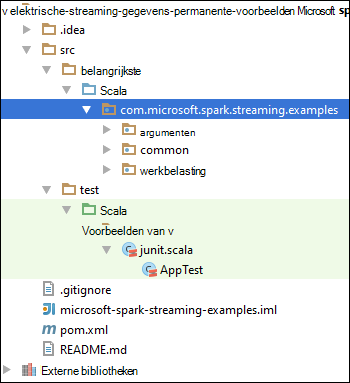 v elektrische-streaming-gegevens-permanente-voorbeelden Microsoft sp
.idea
src
belangrijkste
Scala
com.microsoft.spark.streaming.examples
argumenten
common
werkbelasting
test
Scala
Voorbeelden van v
junit.scala
AppTest
.gitignore
microsoft-spark-streaming-examples.iml
pom.xml
README.md
Externe bibliotheken